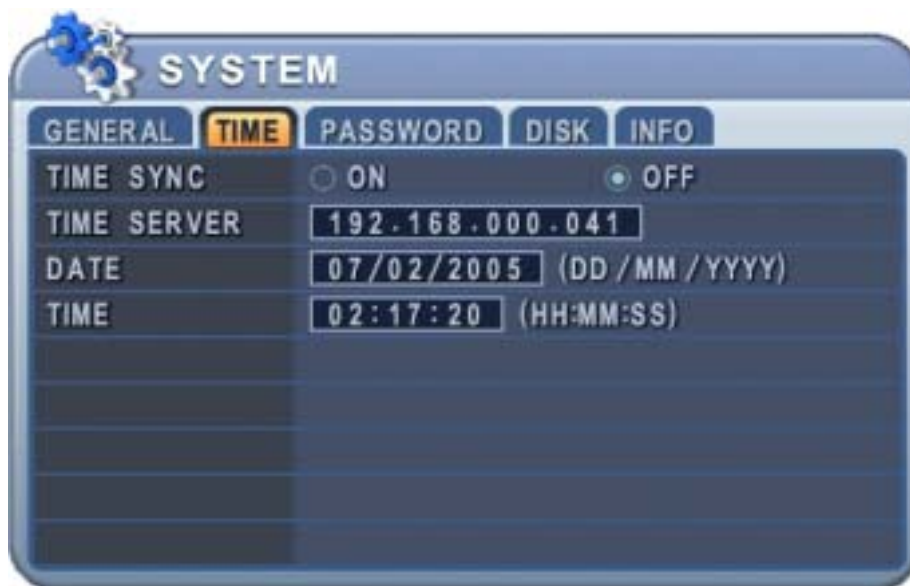 SYSTEM
GENERAL TIME PASSWORD DISK INFO
TIME SYNC ON OFF
TIME SERVER 192.168.000.041
DATE 07/02/2005 (DD/MM/YYYY)
TIME 02:17:20 (HH:MM:SS)